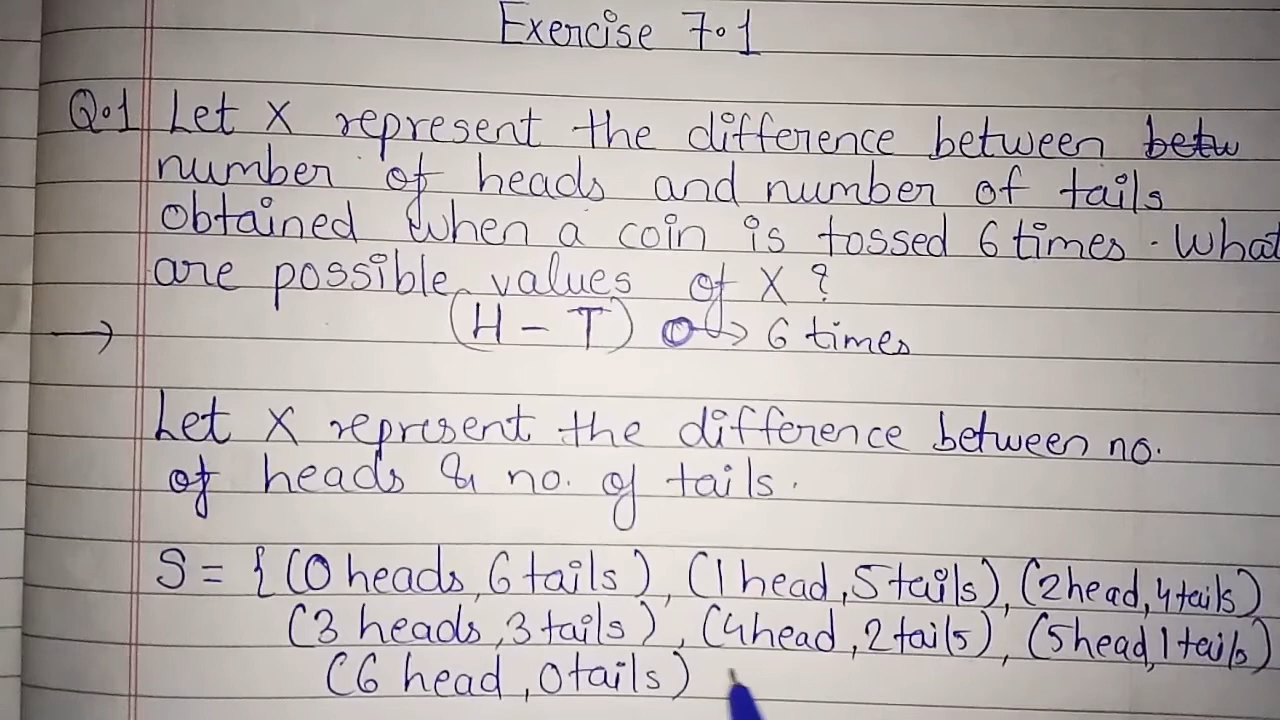 Exercise 7.1
Q.1 Let X represent the difference between betw
number of heads and number of tails
obtained when a coin is tossed 6 times. What
are possible values of X ?
(H - T) → 6 times
→
Let X represent the difference between no.
of heads & no. of tails.
S = { (0 heads, 6 tails), (1 head, 5 tails), (2 head, 4 tails)
(3 heads, 3 tails), (4 head, 2 tails), (5 head, 1 tails)
(6 head, 0 tails)